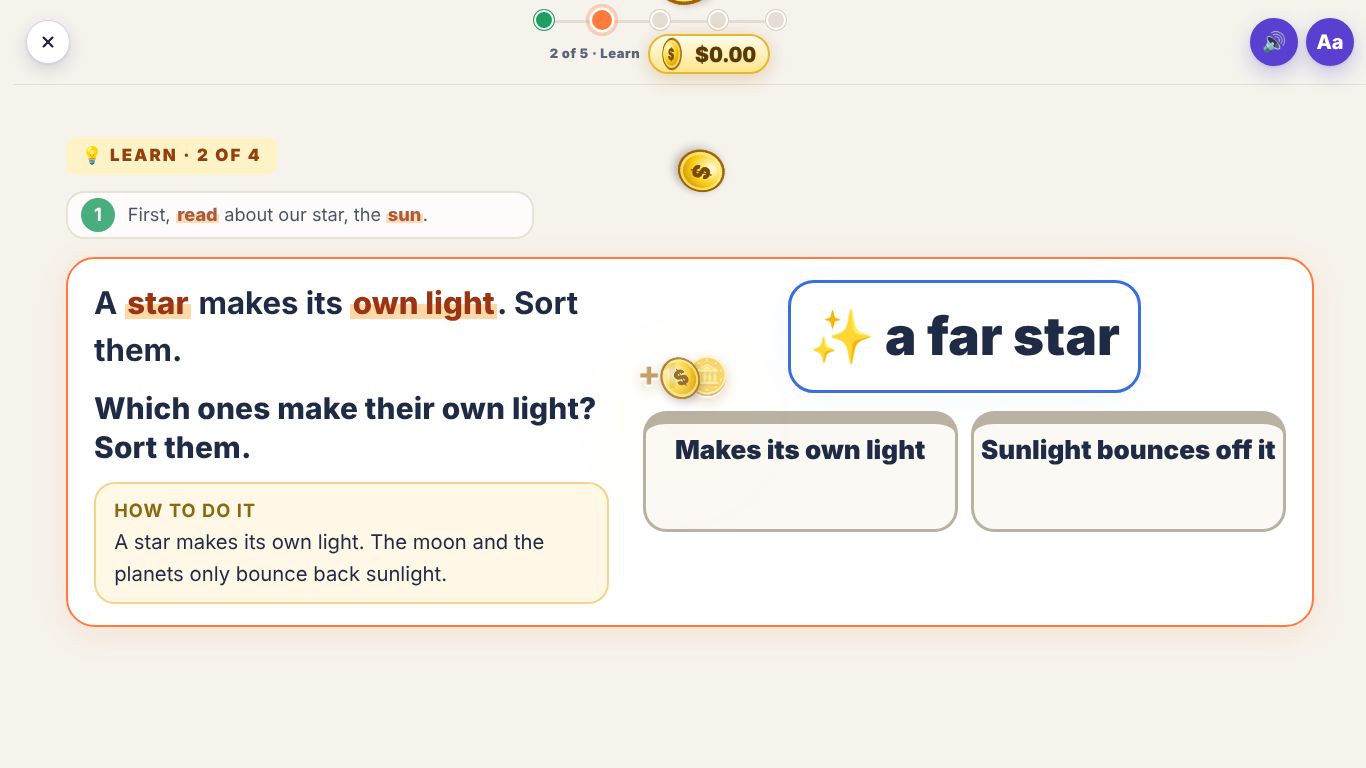 2 of 5 · Learn
$0.00
Aa
LEARN · 2 OF 4
1 First, read about our star, the sun.
A star makes its own light. Sort
them.
Which ones make their own light?
Sort them.
HOW TO DO IT
A star makes its own light. The moon and the
planets only bounce back sunlight.
a far star
+
Makes its own light
Sunlight bounces off it